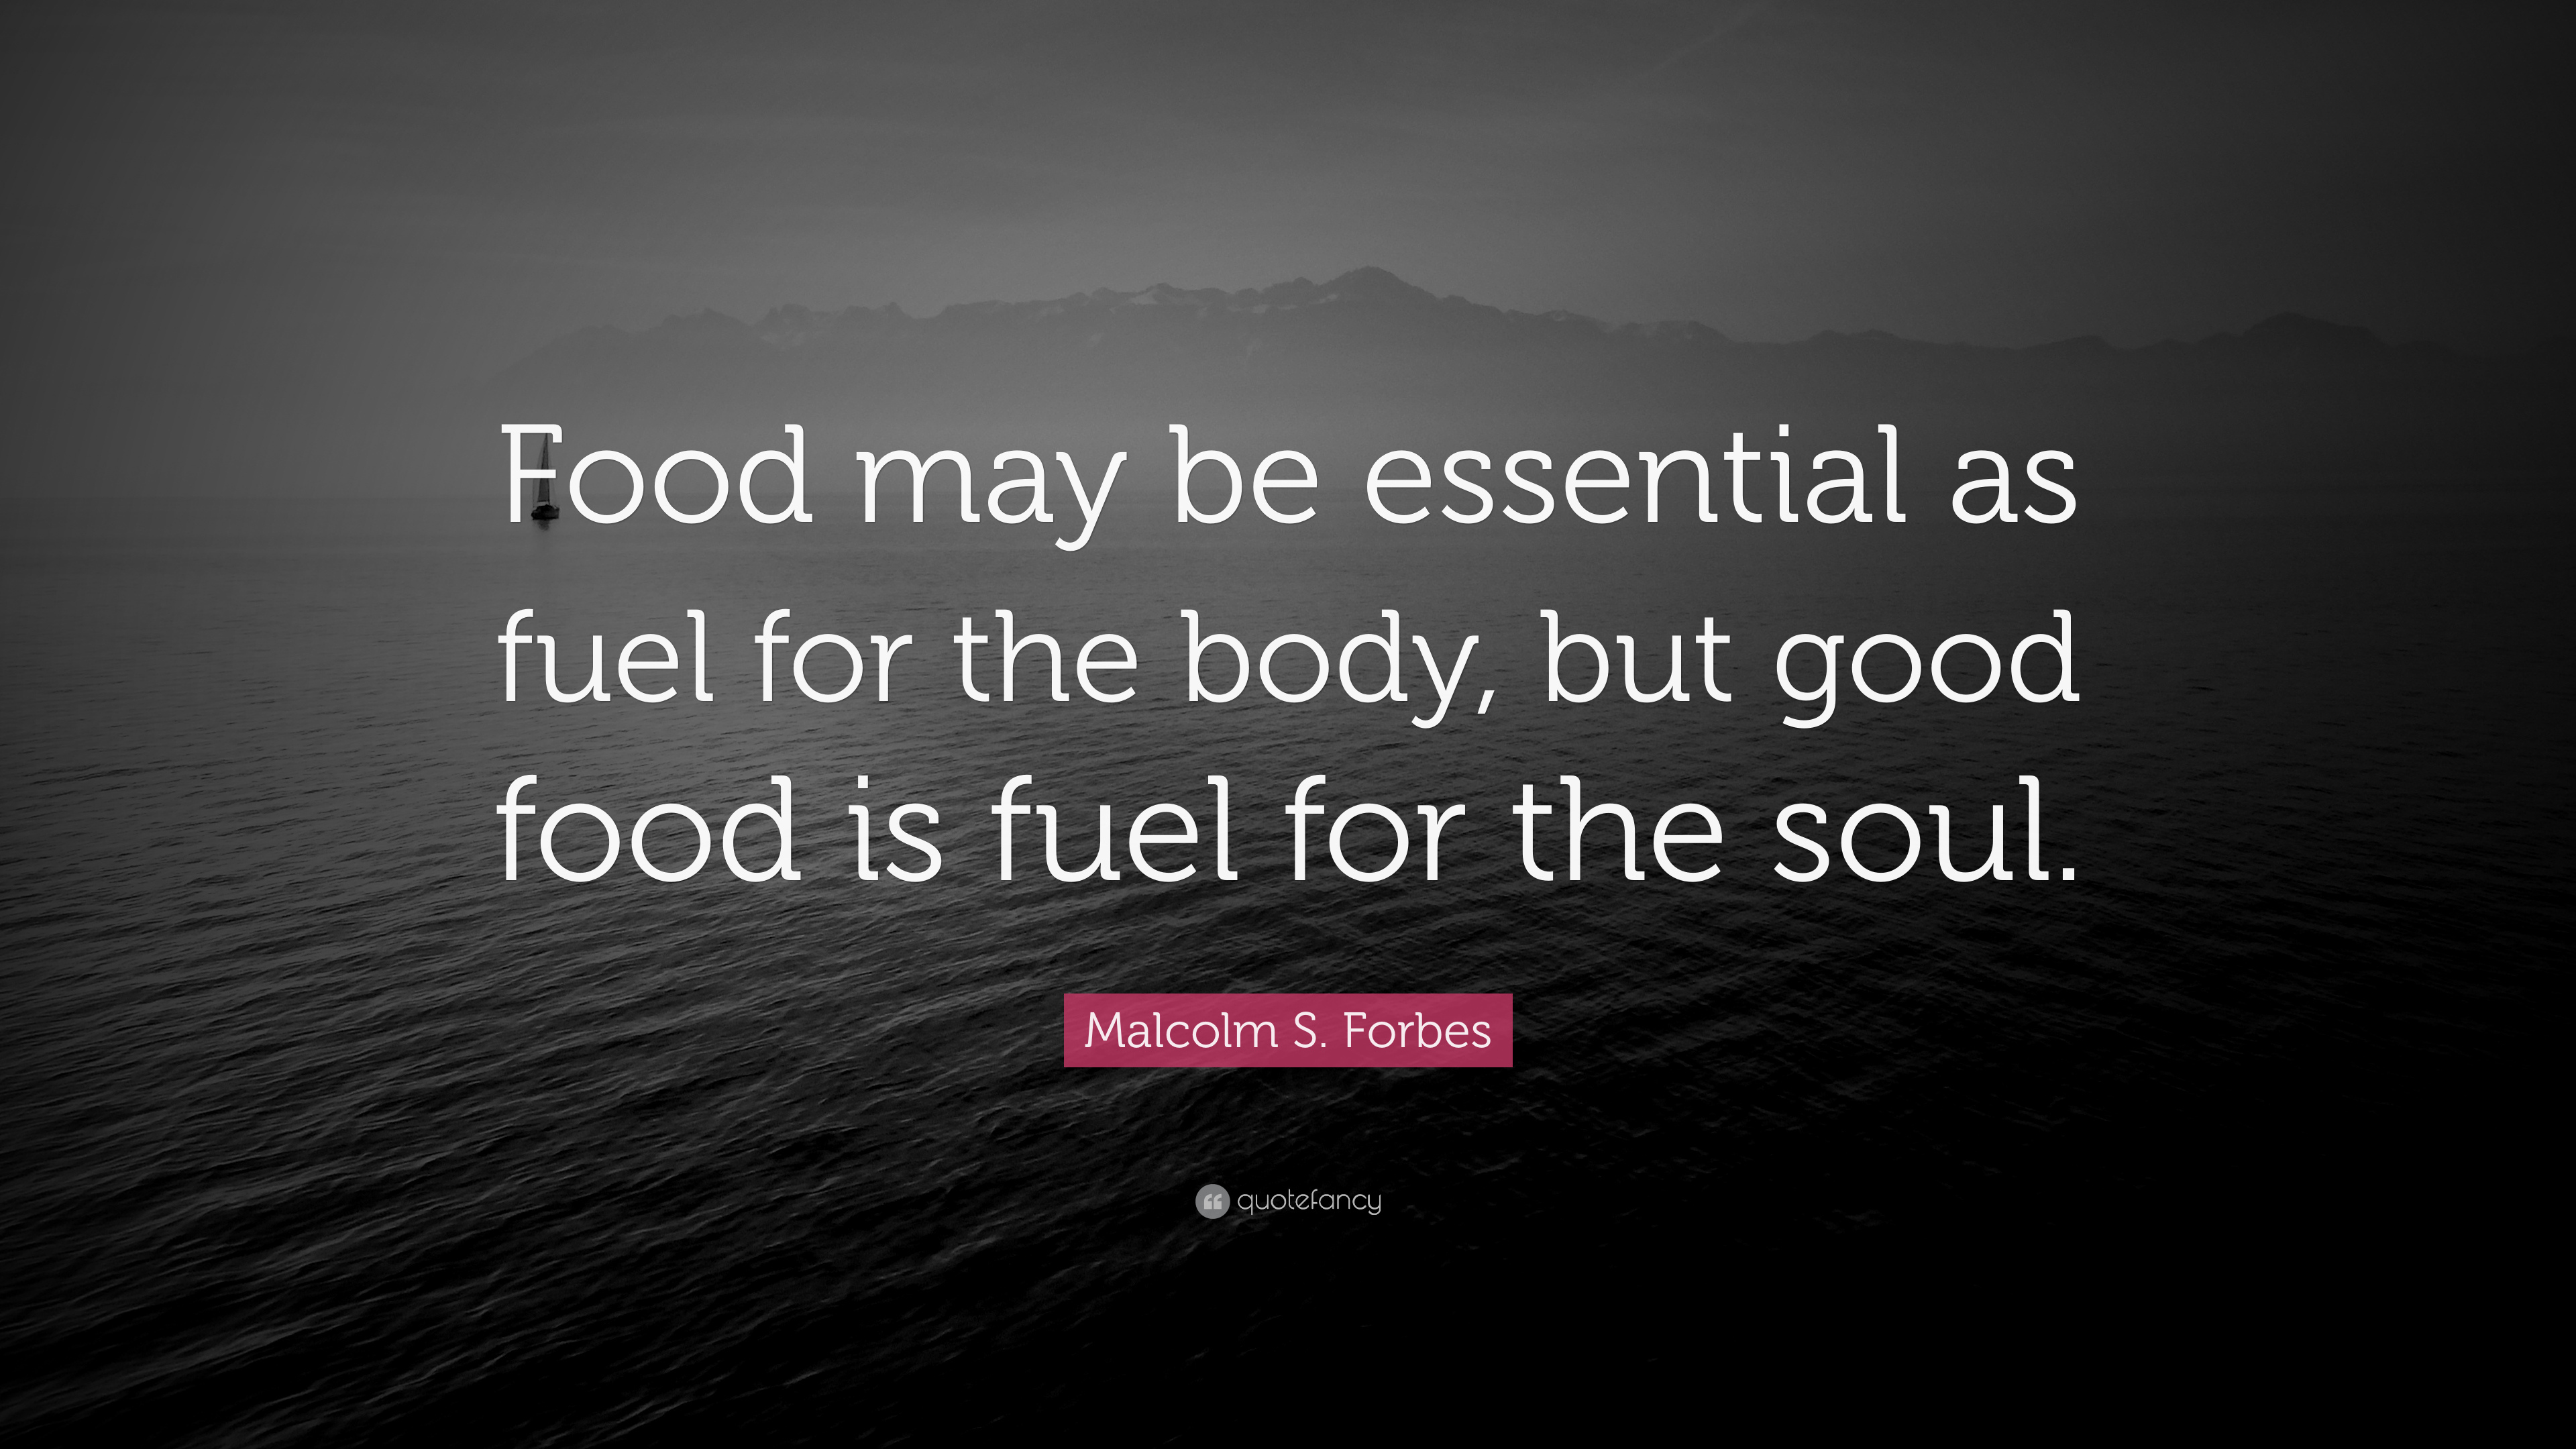 Food may be essential as
fuel for the body, but good
food is fuel for the soul.
Malcolm S. Forbes
quotefancy